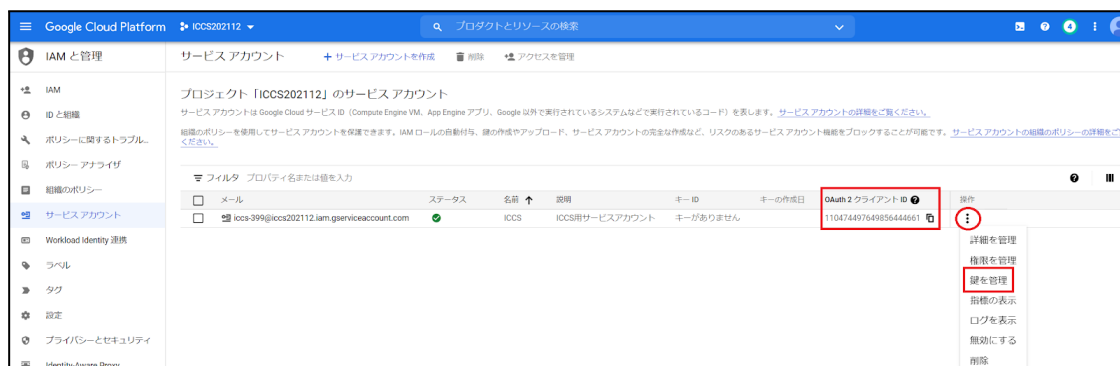 Google Cloud Platform ICCS202112 プロダクトとリソースの検索 4
IAM と管理 サービス アカウント + サービス アカウントを作成 削除 アクセスを管理
IAM
ID と組織
ポリシーに関するトラブル...
ポリシー アナライザ
組織のポリシー
サービス アカウント
Workload Identity 連携
ラベル
タグ
設定
プライバシーとセキュリティ
Identity-Aware Proxy
プロジェクト「ICCS202112」のサービス アカウント
サービス アカウントは Google Cloud サービス ID（Compute Engine VM、App Engine アプリ、Google 以外で実行されているシステムなどで実行されているコード）を表します。サービス アカウントの詳細をご覧ください。
組織のポリシーを使用してサービス アカウントを保護できます。IAM ロールの自動付与、鍵の作成やアップロード、サービス アカウントの完全な作成など、リスクのあるサービス アカウント機能をブロックすることが可能です。サービス アカウントの組織のポリシーの詳細をご
ください。
フィルタ プロパティ名または値を入力
メール ステータス 名前 説明 キー ID キーの作成日 OAuth 2 クライアント ID 操作
iccs-399@iccs202112.iam.gserviceaccount.com ICCS ICCS用サービスアカウント キーがありません 110474497649856444661
詳細を管理
権限を管理
鍵を管理
指標の表示
ログを表示
無効にする
削除